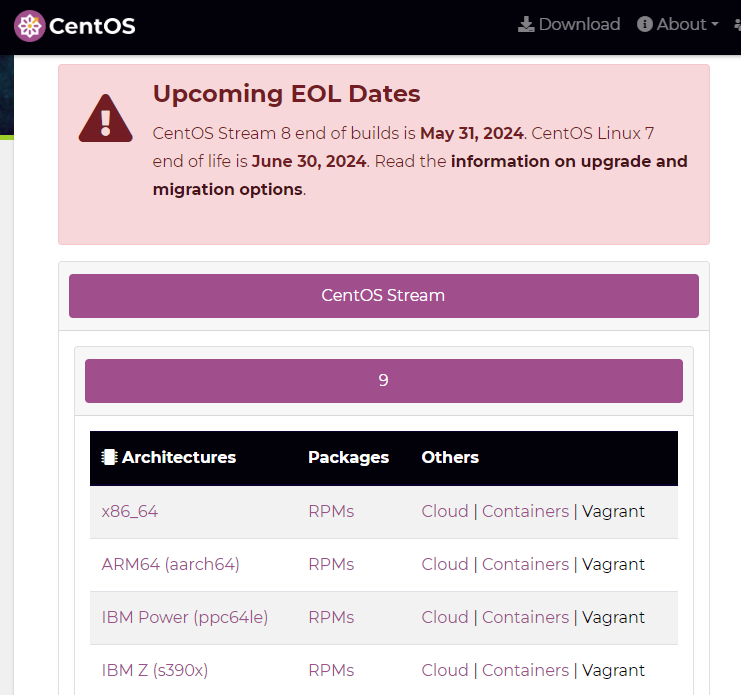 CentOS
Download About
Upcoming EOL Dates
CentOS Stream 8 end of builds is May 31, 2024. CentOS Linux 7
end of life is June 30, 2024. Read the information on upgrade and
migration options.
CentOS Stream
9
Architectures Packages Others
x86_64 RPMs Cloud | Containers | Vagrant
ARM64 (aarch64) RPMs Cloud | Containers | Vagrant
IBM Power (ppc64le) RPMs Cloud | Containers | Vagrant
IBM Z (s390x) RPMs Cloud | Containers | Vagrant